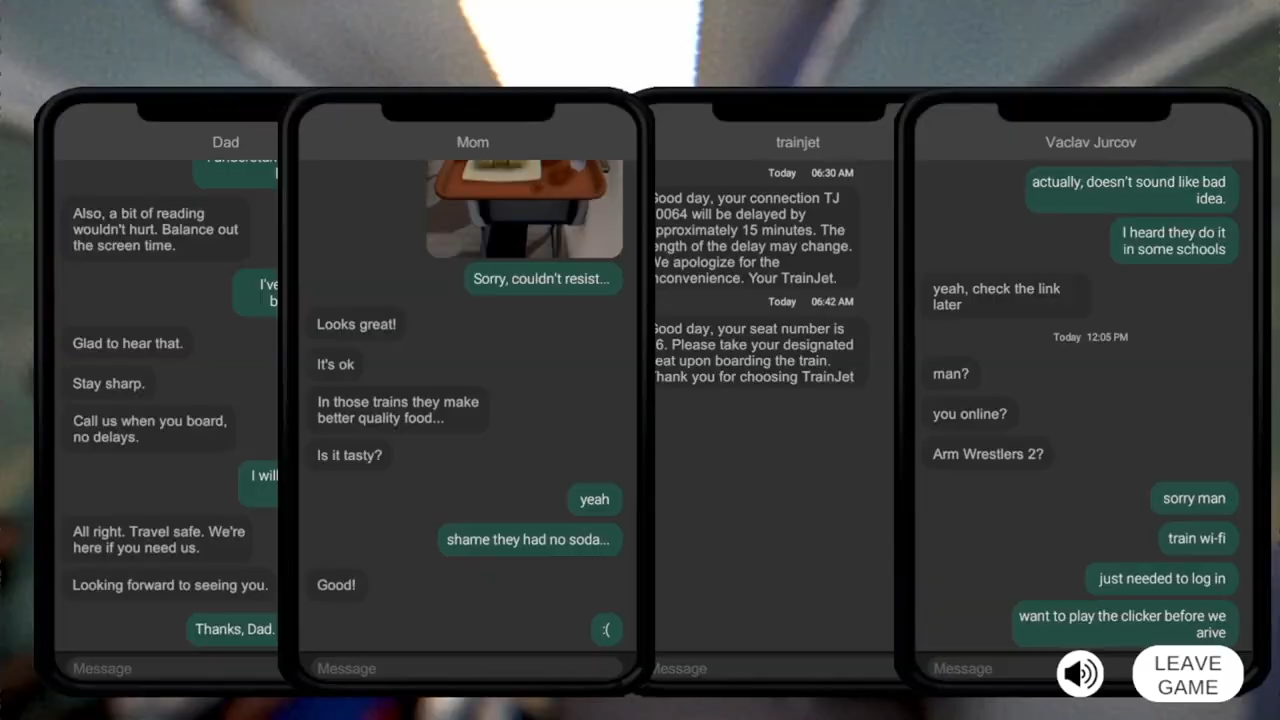 Dad
Also, a bit of reading
wouldn't hurt. Balance out
the screen time.
I've
Glad to hear that.
Stay sharp.
Call us when you board,
no delays.
I will
All right. Travel safe. We're
here if you need us.
Looking forward to seeing you.
Thanks, Dad.
Message
Mom
Sorry, couldn't resist...
Looks great!
It's ok
In those trains they make
better quality food...
Is it tasty?
yeah
shame they had no soda...
Good!
:(
Message
trainjet
Today 06:30 AM
Good day, your connection TJ
0064 will be delayed by
approximately 15 minutes. The
length of the delay may change.
We apologize for the
inconvenience. Your TrainJet.
Today 06:42 AM
Good day, your seat number is
6. Please take your designated
seat upon boarding the train.
Thank you for choosing TrainJet
Message
Vaclav Jurcov
actually, doesn't sound like bad
idea.
I heard they do it
in some schools
yeah, check the link
later
Today 12:05 PM
man?
you online?
Arm Wrestlers 2?
sorry man
train wi-fi
just needed to log in
want to play the clicker before we
arive
Message
LEAVE
GAME